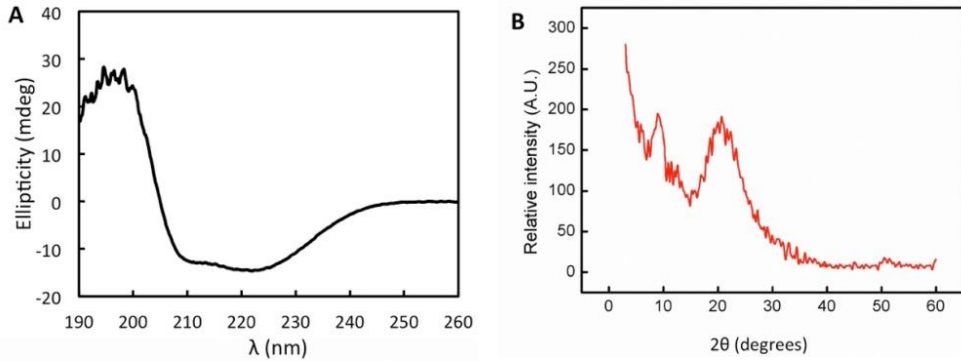 A
Ellipticity (mdeg)
40
30
20
10
0
-10
-20
190 200 210 220 230 240 250 260
λ (nm)
B
Relative intensity (A.U.)
300
250
200
150
100
50
0
0 10 20 30 40 50 60
2θ (degrees)